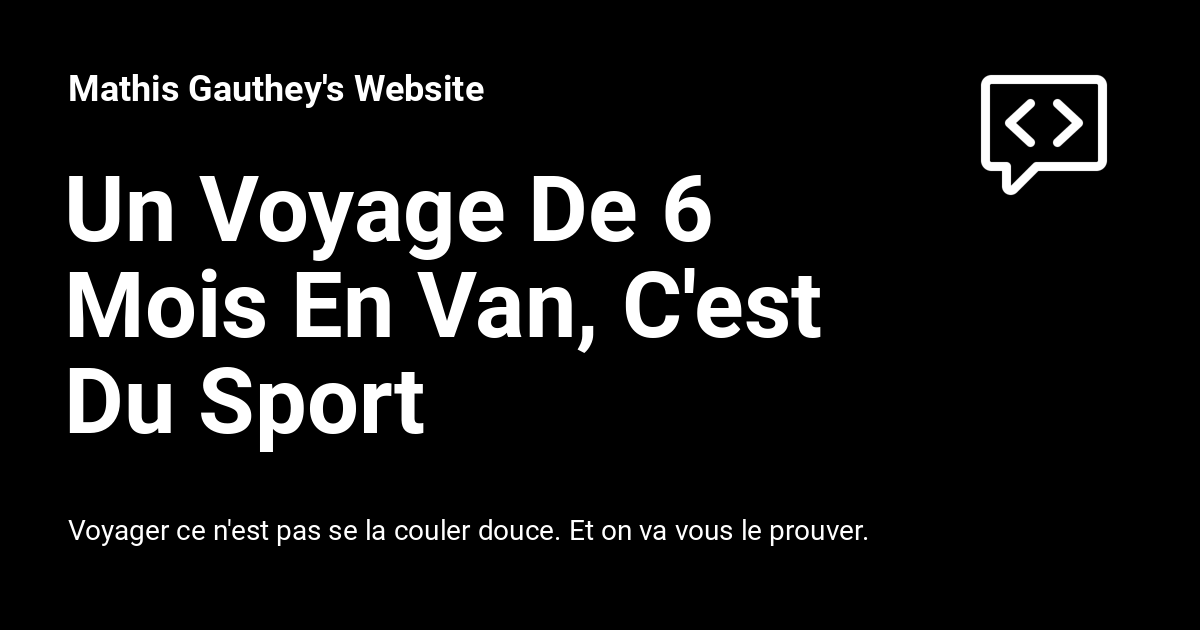 Mathis Gauthey's Website
Un Voyage De 6
Mois En Van, C'est
Du Sport
Voyager ce n'est pas se la couler douce. Et on va vous le prouver.